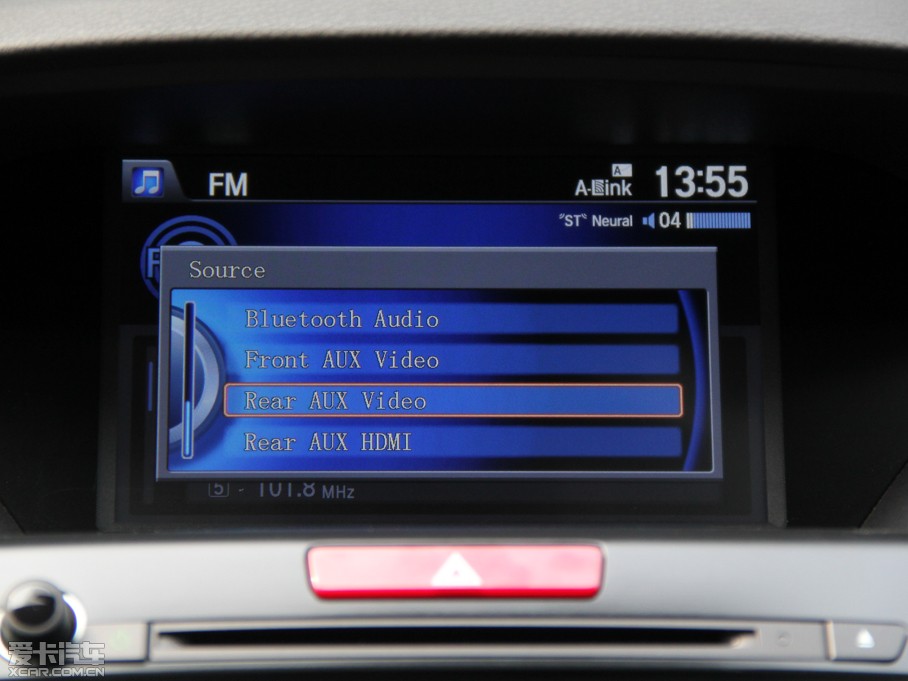 FM
A
A-Link
13:55
"ST" Neural 04
Source
Bluetooth Audio
Front AUX Video
Rear AUX Video
Rear AUX HDMI
5 - 101.8 MHz
爱卡汽车
XCAR.COM.CN